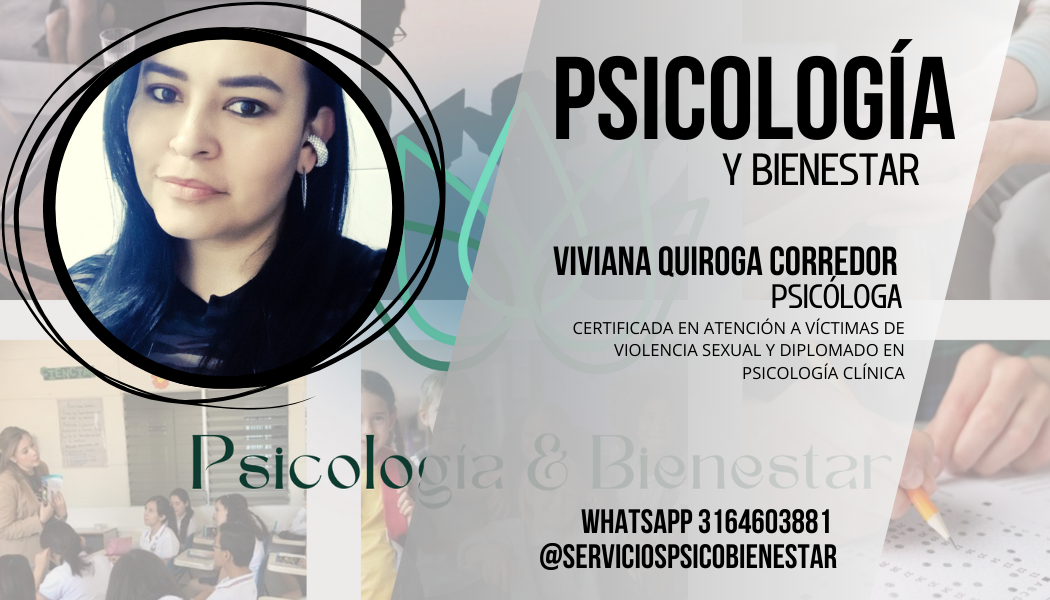 PSICOLOGÍA
Y BIENESTAR
VIVIANA QUIROGA CORREDOR
PSICÓLOGA
CERTIFICADA EN ATENCIÓN A VÍCTIMAS DE
VIOLENCIA SEXUAL Y DIPLOMADO EN
PSICOLOGÍA CLÍNICA
Psicología & Bienestar
WHATSAPP 3164603881
@SERVICIOSPSICOBIENESTAR